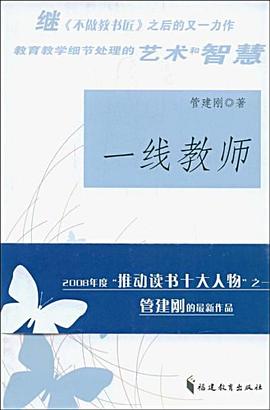 继《不做教书匠》之后的又一力作
教育教学细节处理的艺术和智慧
管建刚◎著
一线教师
2008年度“推动读书十大人物”之一
管建刚的最新作品
福建教育出版社